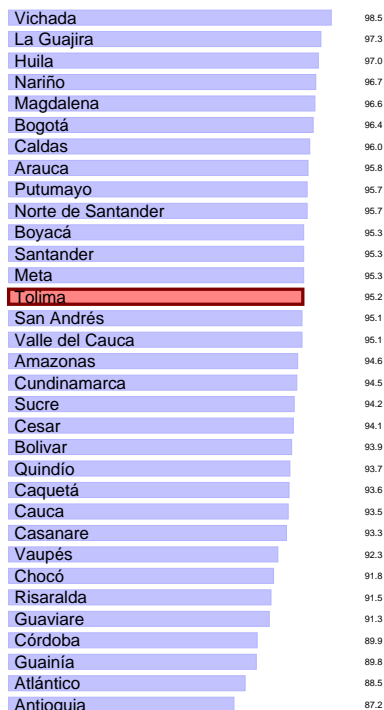 Vichada 98.5
La Guajira 97.3
Huila 97.0
Nariño 96.7
Magdalena 96.6
Bogotá 96.4
Caldas 96.0
Arauca 95.8
Putumayo 95.7
Norte de Santander 95.7
Boyacá 95.3
Santander 95.3
Meta 95.3
Tolima 95.2
San Andrés 95.1
Valle del Cauca 95.1
Amazonas 94.6
Cundinamarca 94.5
Sucre 94.2
Cesar 94.1
Bolivar 93.9
Quindío 93.7
Caquetá 93.6
Cauca 93.5
Casanare 93.3
Vaupés 92.3
Chocó 91.8
Risaralda 91.5
Guaviare 91.3
Córdoba 89.9
Guainía 89.8
Atlántico 88.5
Antioquia 87.2